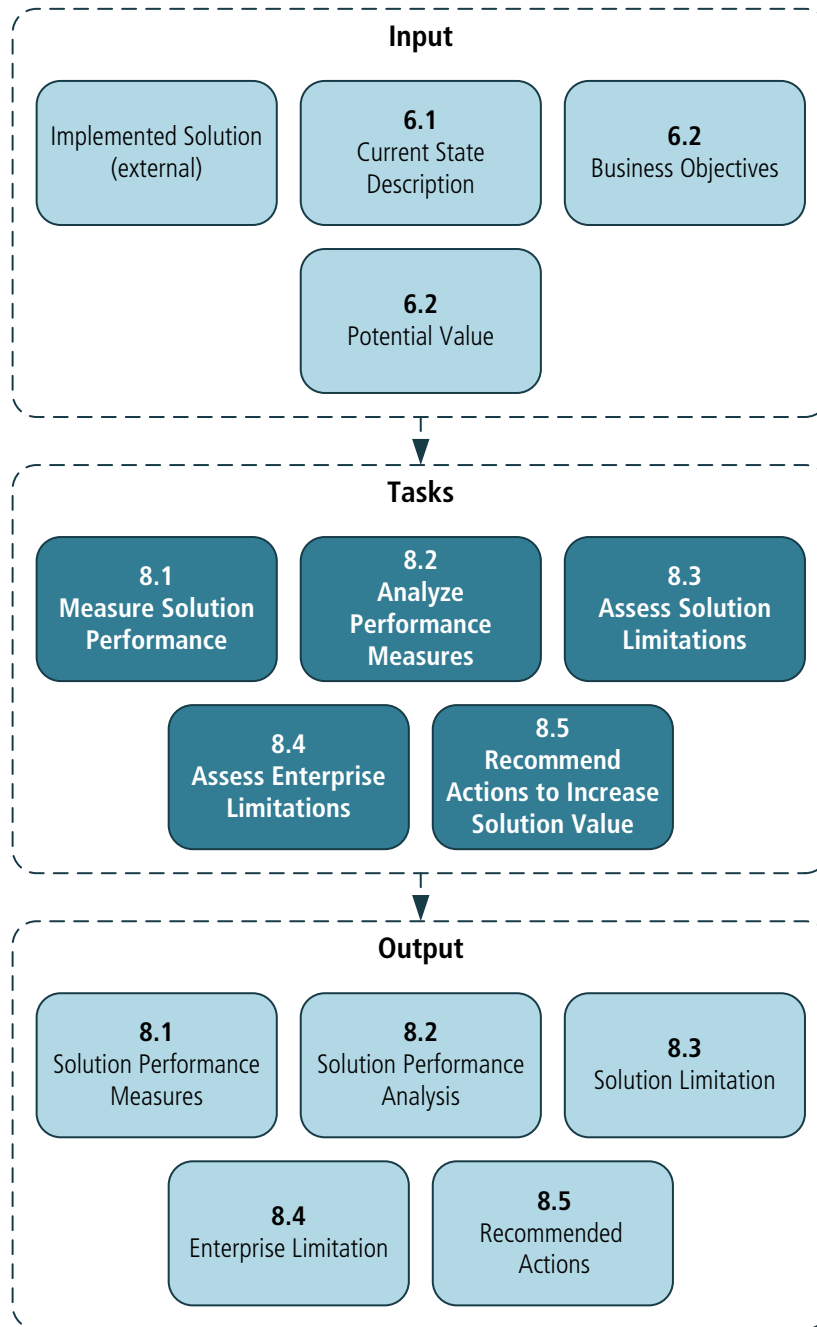 Input
Implemented Solution
(external)
6.1
Current State
Description
6.2
Business Objectives
6.2
Potential Value
Tasks
8.1
Measure Solution
Performance
8.2
Analyze
Performance
Measures
8.3
Assess Solution
Limitations
8.4
Assess Enterprise
Limitations
8.5
Recommend
Actions to Increase
Solution Value
Output
8.1
Solution Performance
Measures
8.2
Solution Performance
Analysis
8.3
Solution Limitation
8.4
Enterprise Limitation
8.5
Recommended
Actions